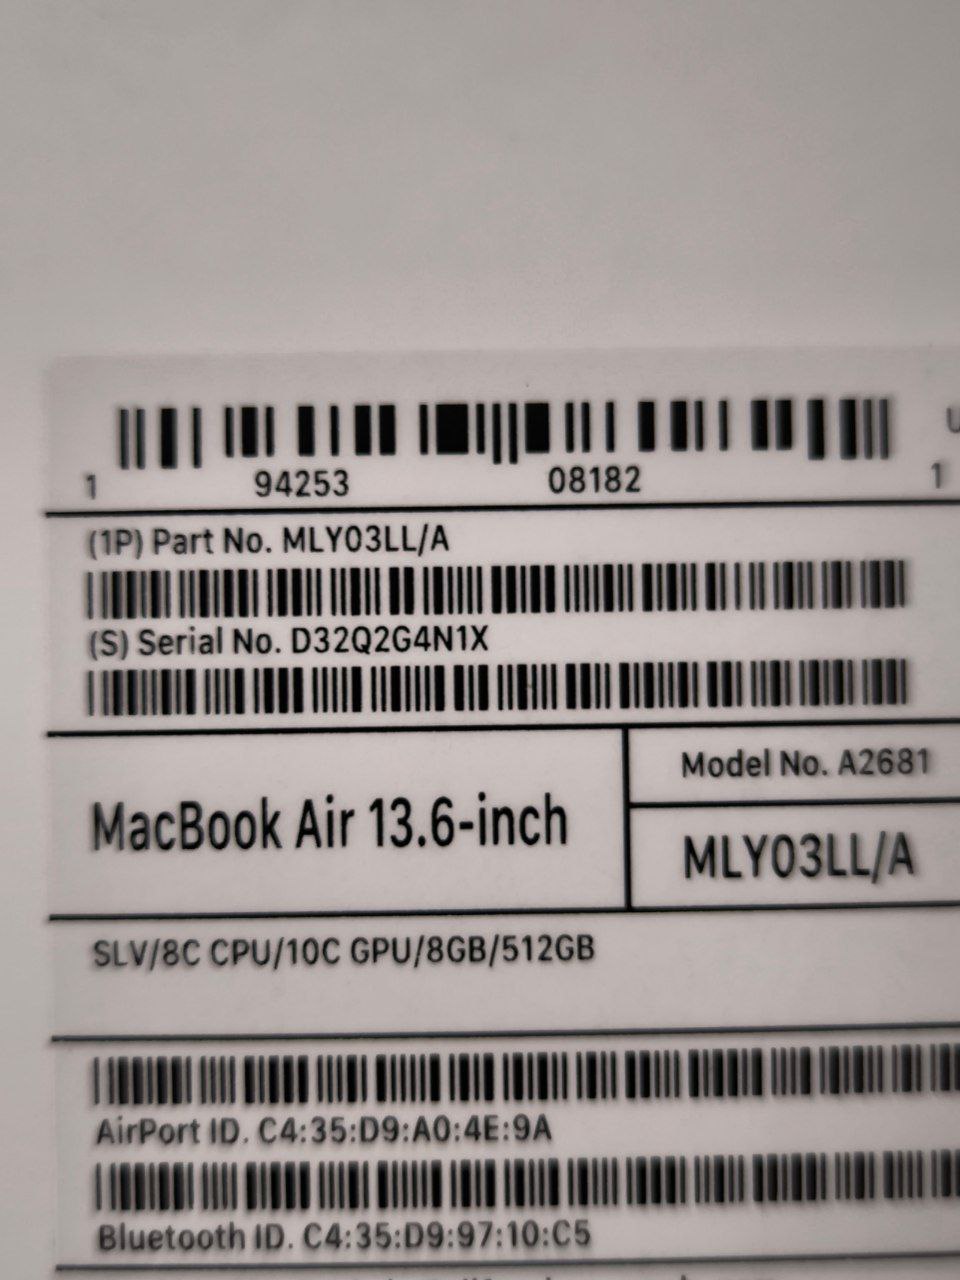 1 94253 08182 1
(1P) Part No. MLY03LL/A
(S) Serial No. D32Q2G4N1X
MacBook Air 13.6-inch
Model No. A2681
MLY03LL/A
SLV/8C CPU/10C GPU/8GB/512GB
AirPort ID. C4:35:D9:A0:4E:9A
Bluetooth ID. C4:35:D9:97:10:C5